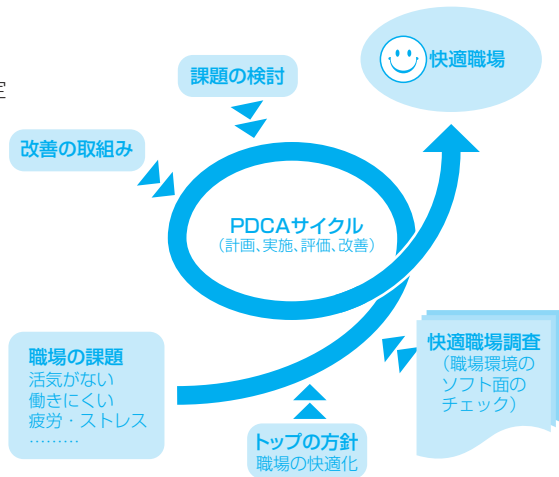 快適職場
課題の検討
定
改善の取組み
PDCAサイクル
（計画、実施、評価、改善）
職場の課題
活気がない
働きにくい
疲労・ストレス
………
快適職場調査
（職場環境の
ソフト面の
チェック）
トップの方針
職場の快適化